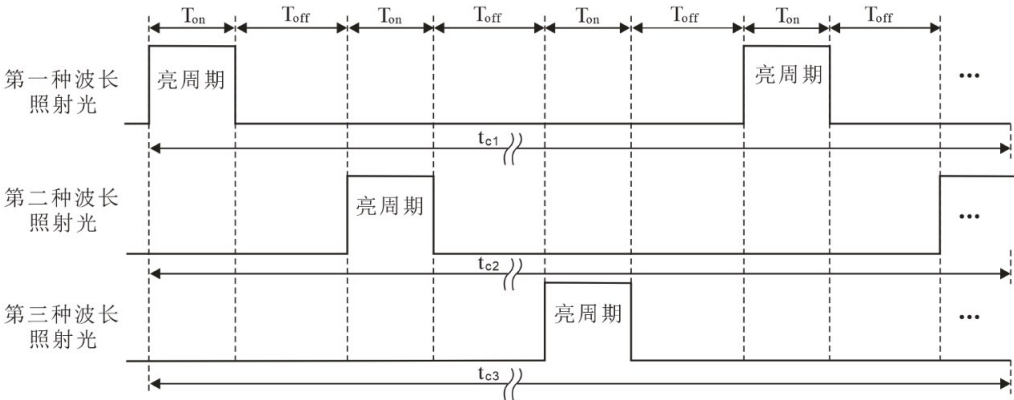 Ton Toff Ton Toff Ton Toff Ton Toff
第一种波长
照射光
亮周期
亮周期
...
tc1
第二种波长
照射光
亮周期
...
tc2
第三种波长
照射光
亮周期
...
tc3